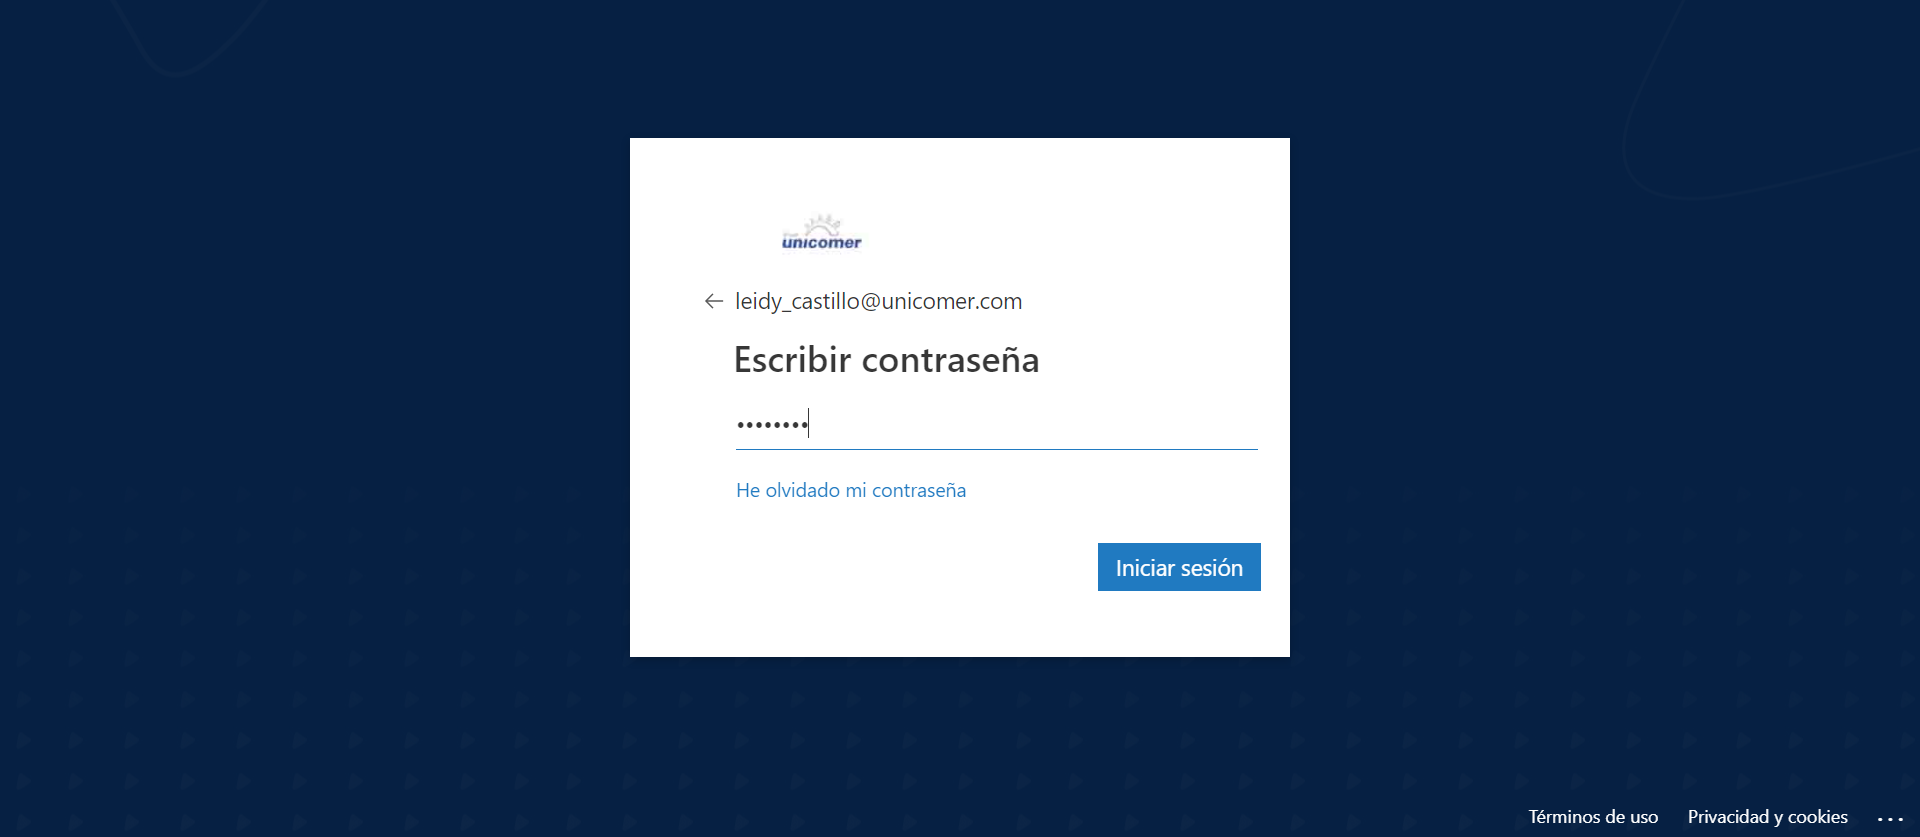 unicomer
leidy_castillo@unicomer.com
Escribir contraseña
••••••••
He olvidado mi contraseña
Iniciar sesión
Términos de uso Privacidad y cookies ...